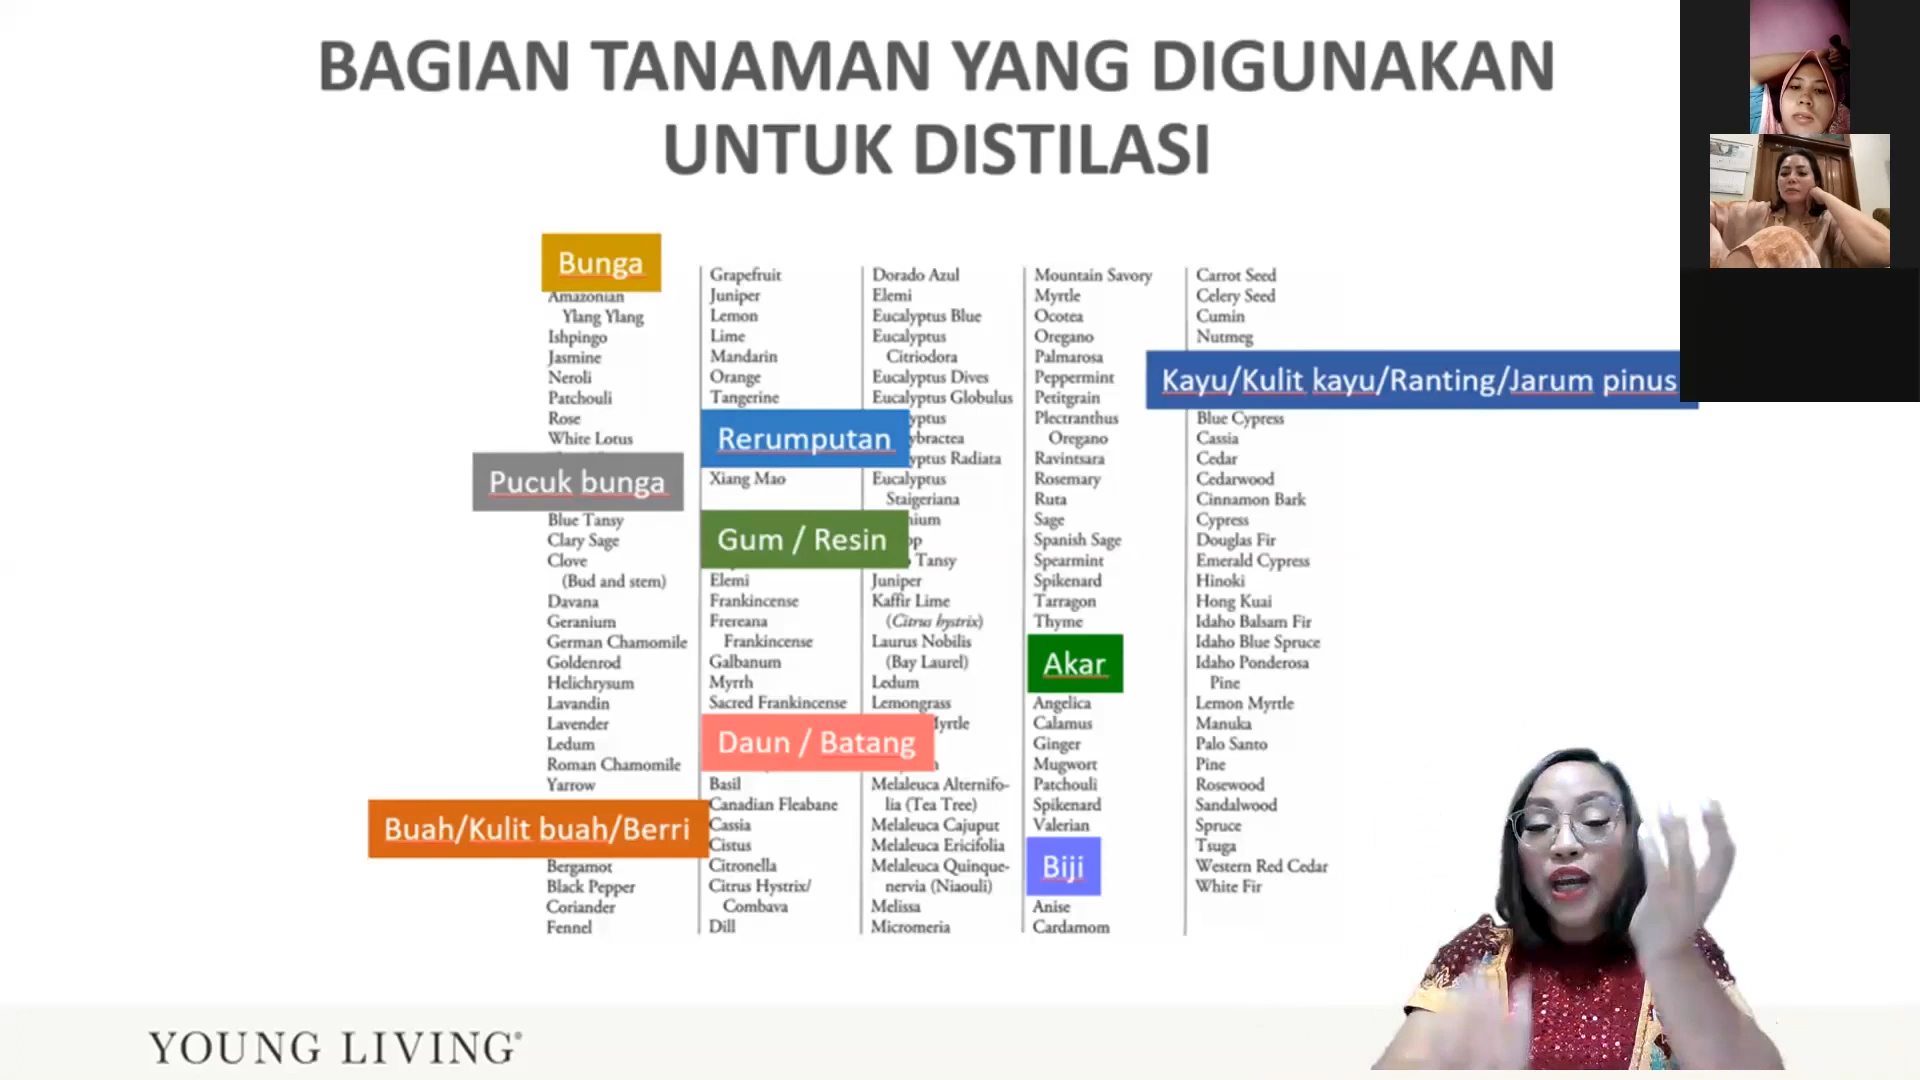 BAGIAN TANAMAN YANG DIGUNAKAN
UNTUK DISTILASI
Bunga
Amazonian
Ylang Ylang
Ishpingo
Jasmine
Neroli
Patchouli
Rose
White Lotus
Pucuk bunga
Blue Tansy
Clary Sage
Clove
(Bud and stem)
Davana
Geranium
German Chamomile
Goldenrod
Helichrysum
Lavandin
Lavender
Ledum
Roman Chamomile
Yarrow
Buah/Kulit buah/Berri
Bergamot
Black Pepper
Coriander
Fennel
Grapefruit
Juniper
Lemon
Lime
Mandarin
Orange
Tangerine
Rerumputan
Xiang Mao
Gum / Resin
Elemi
Frankincense
Frereana
Frankincense
Galbanum
Myrrh
Sacred Frankincense
Daun / Batang
Basil
Canadian Fleabane
Cassia
Cistus
Citronella
Citrus Hystrix/
Combava
Dill
Dorado Azul
Elemi
Eucalyptus Blue
Eucalyptus
Citriodora
Eucalyptus Dives
Eucalyptus Globulus
Radiata
Eucalyptus
Staigeriana
Tansy
Juniper
Kaffir Lime
(Citrus hystrix)
Laurus Nobilis
(Bay Laurel)
Ledum
Lemongrass
Melaleuca Alternifo-
lia (Tea Tree)
Melaleuca Cajuput
Melaleuca Ericifolia
Melaleuca Quinque-
nervia (Niaouli)
Melissa
Micromeria
Mountain Savory
Myrtle
Ocotea
Oregano
Palmarosa
Peppermint
Petitgrain
Plectranthus
Oregano
Ravintsara
Rosemary
Ruta
Sage
Spanish Sage
Spearmint
Spikenard
Tarragon
Thyme
Akar
Angelica
Calamus
Ginger
Mugwort
Patchouli
Spikenard
Valerian
Biji
Anise
Cardamom
Carrot Seed
Celery Seed
Cumin
Nutmeg
Kayu/Kulit kayu/Ranting/Jarum pinus
Blue Cypress
Cassia
Cedar
Cedarwood
Cinnamon Bark
Cypress
Douglas Fir
Emerald Cypress
Hinoki
Hong Kuai
Idaho Balsam Fir
Idaho Blue Spruce
Idaho Ponderosa
Pine
Lemon Myrtle
Manuka
Palo Santo
Pine
Rosewood
Sandalwood
Spruce
Tsuga
Western Red Cedar
White Fir
YOUNG LIVING®